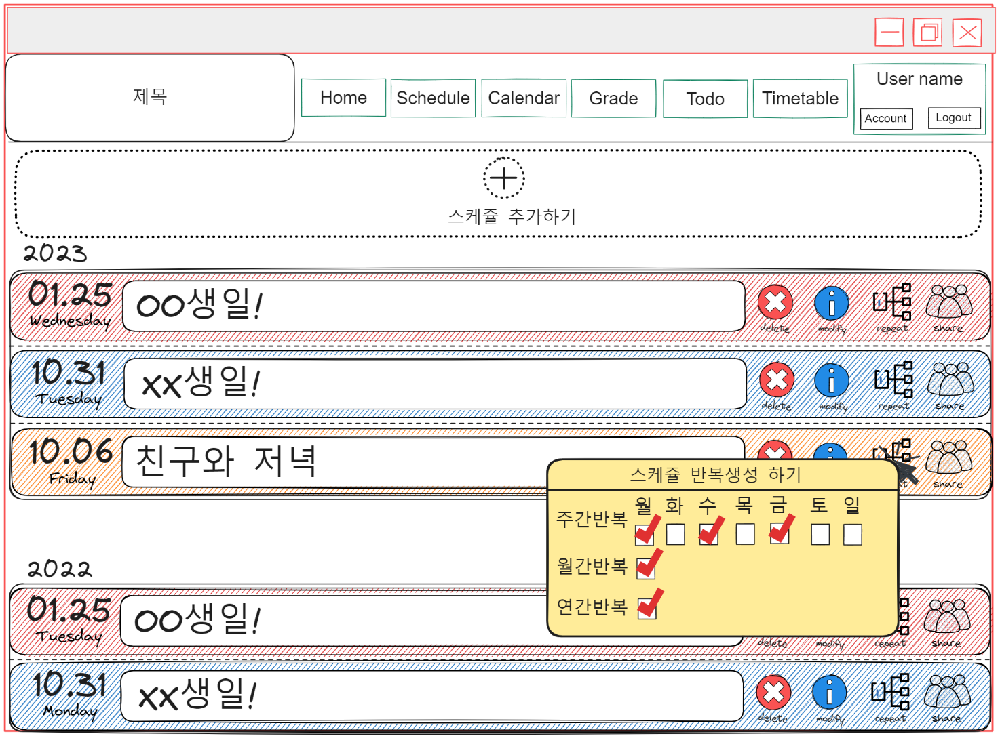 제목
Home
Schedule
Calendar
Grade
Todo
Timetable
User name
Account
Logout
스케쥴 추가하기
2023
01.25
Wednesday
OO생일!
delete
modify
repeat
share
10.31
Tuesday
xx생일!
delete
modify
repeat
share
10.06
Friday
친구와 저녁
share
스케쥴 반복생성 하기
주간반복
월 화 수 목 금 토 일
월간반복
연간반복
2022
01.25
Tuesday
OO생일!
delete
modify
repeat
share
10.31
Monday
xx생일!
delete
modify
repeat
share